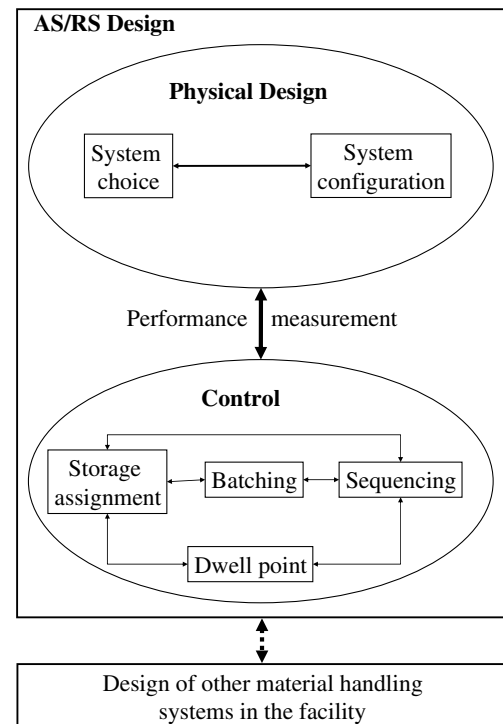 AS/RS Design
Physical Design
System
choice
System
configuration
Performance measurement
Control
Storage
assignment
Batching
Sequencing
Dwell point
Design of other material handling
systems in the facility